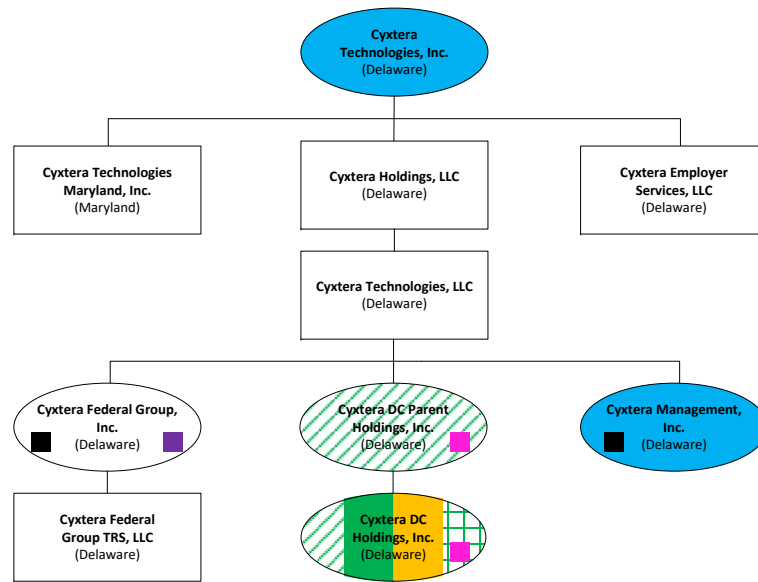 Cyxtera
Technologies, Inc.
(Delaware)
Cyxtera Technologies
Maryland, Inc.
(Maryland)
Cyxtera Holdings, LLC
(Delaware)
Cyxtera Employer
Services, LLC
(Delaware)
Cyxtera Technologies, LLC
(Delaware)
Cyxtera Federal Group,
Inc.
(Delaware)
Cyxtera DC Parent
Holdings, Inc.
(Delaware)
Cyxtera Management,
Inc.
(Delaware)
Cyxtera Federal
Group TRS, LLC
(Delaware)
Cyxtera DC
Holdings, Inc.
(Delaware)